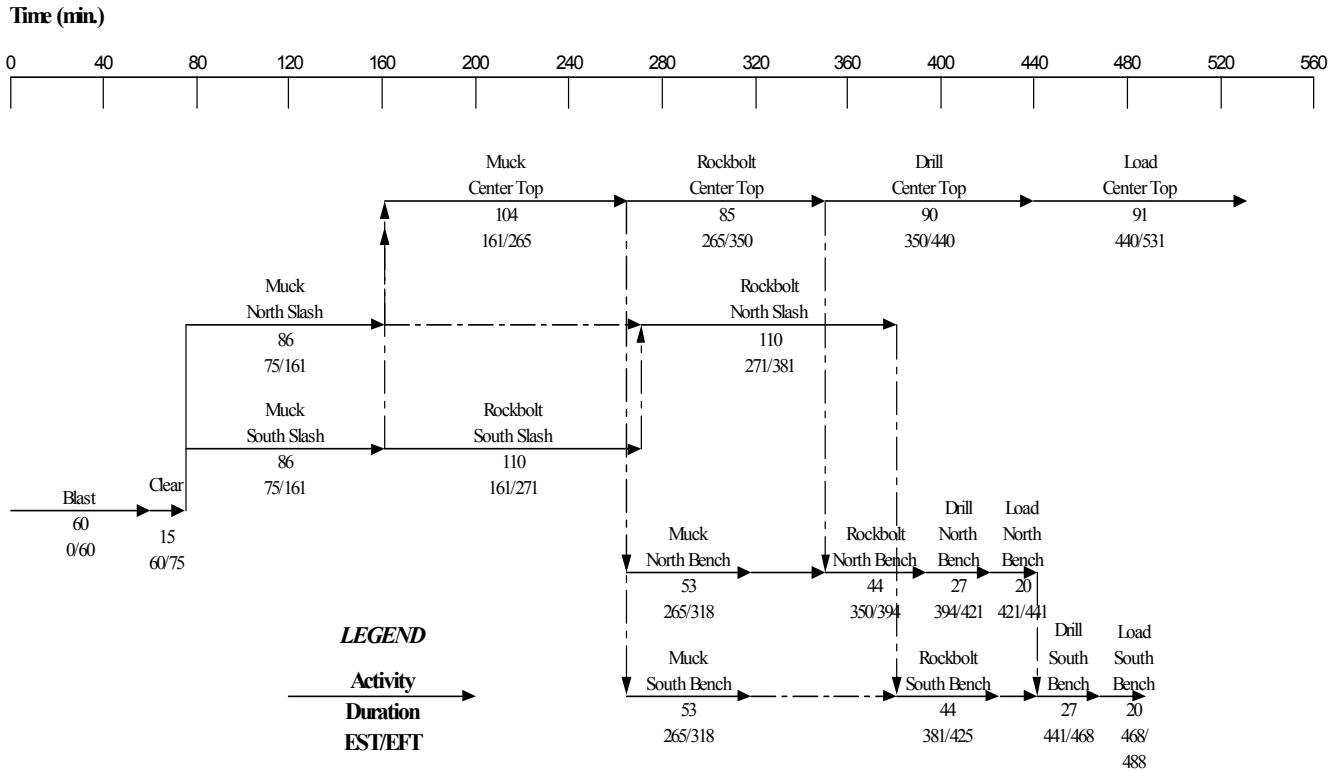 Time (min.)
0 40 80 120 160 200 240 280 320 360 400 440 480 520 560
Muck
Center Top
104
161/265
Rockbolt
Center Top
85
265/350
Drill
Center Top
90
350/440
Load
Center Top
91
440/531
Muck
North Slash
86
75/161
Rockbolt
North Slash
110
271/381
Muck
South Slash
86
75/161
Rockbolt
South Slash
110
161/271
Blast
60
0/60
Clear
15
60/75
Muck
North Bench
53
265/318
Rockbolt
North Bench
44
350/394
Drill
North
Bench
27
394/421
Load
North
Bench
20
421/441
Muck
South Bench
53
265/318
Rockbolt
South Bench
44
381/425
Drill
South
Bench
27
441/468
Load
South
Bench
20
468/
488
LEGEND
Activity
Duration
EST/EFT